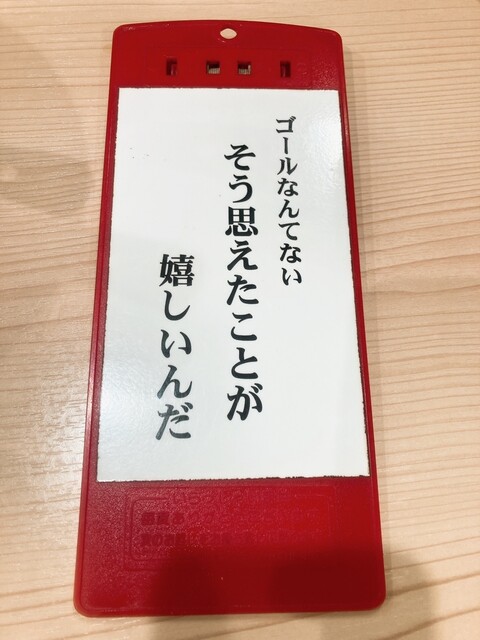 ゴールなんてない
そう思えたことが
嬉しいんだ